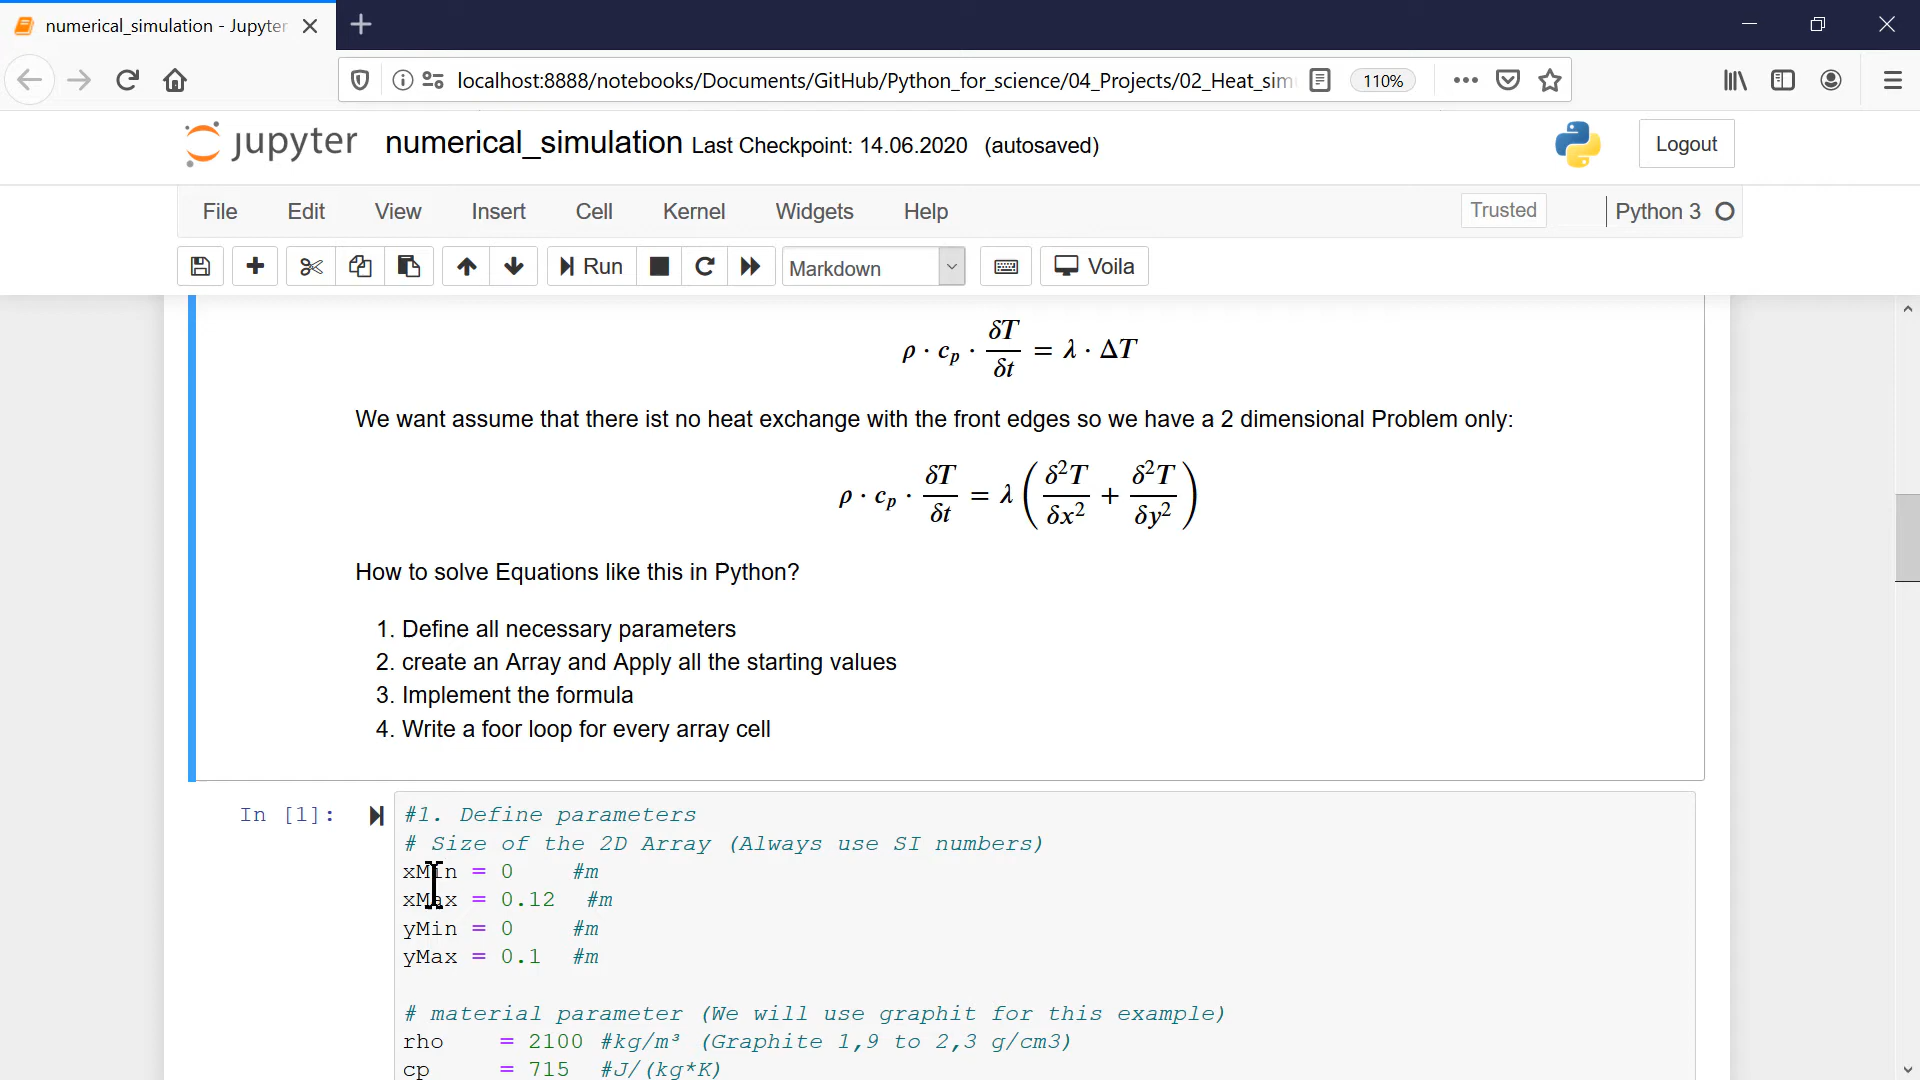 numerical_simulation - Jupyter
localhost:8888/notebooks/Documents/GitHub/Python_for_science/04_Projects/02_Heat_sim
110%
jupyter numerical_simulation Last Checkpoint: 14.06.2020 (autosaved)
Logout
File Edit View Insert Cell Kernel Widgets Help
Trusted
Python 3
Run
Markdown
Voila
ρ · c_p · δT/δt = λ · ΔT
We want assume that there ist no heat exchange with the front edges so we have a 2 dimensional Problem only:
ρ · c_p · δT/δt = λ (δ²T/δx² + δ²T/δy²)
How to solve Equations like this in Python?
1. Define all necessary parameters
2. create an Array and Apply all the starting values
3. Implement the formula
4. Write a foor loop for every array cell
In [1]:
#1. Define parameters
# Size of the 2D Array (Always use SI numbers)
xMin = 0 #m
xMax = 0.12 #m
yMin = 0 #m
yMax = 0.1 #m
# material parameter (We will use graphit for this example)
rho = 2100 #kg/m³ (Graphite 1,9 to 2,3 g/cm3)
cp = 715 #J/(kg*K)